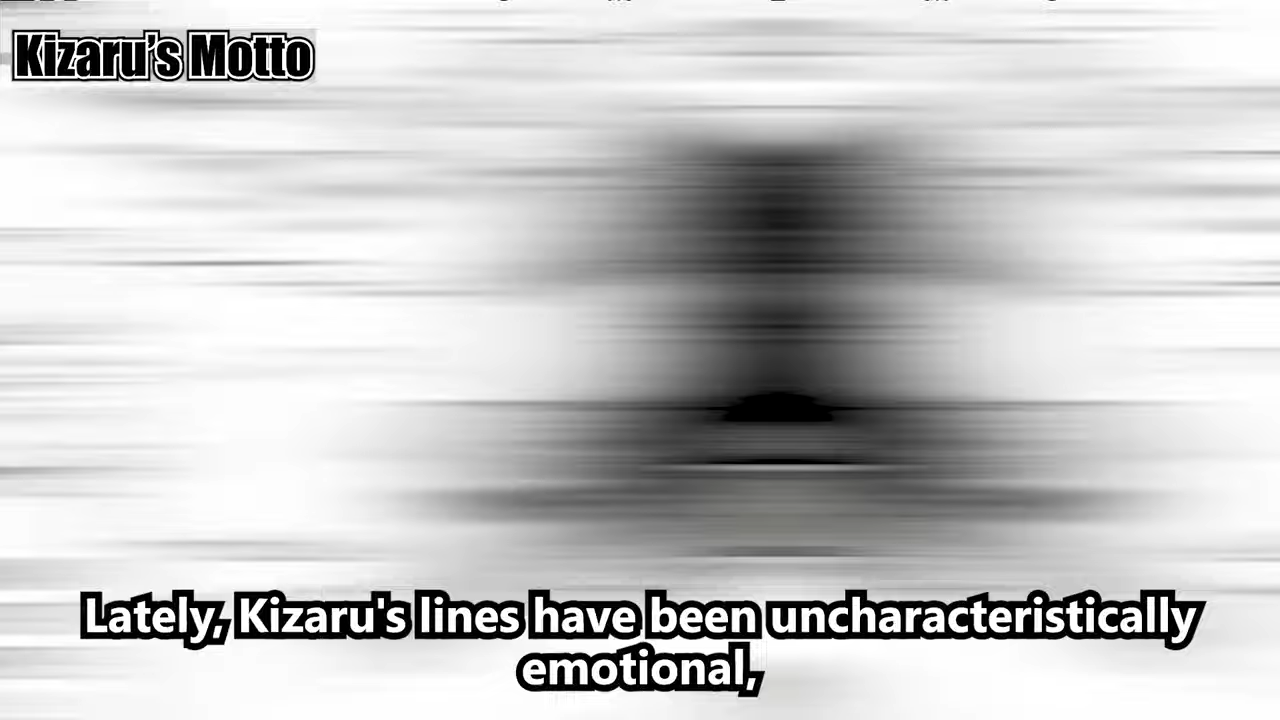 Kizaru's Motto
Lately, Kizaru's lines have been uncharacteristically
emotional,